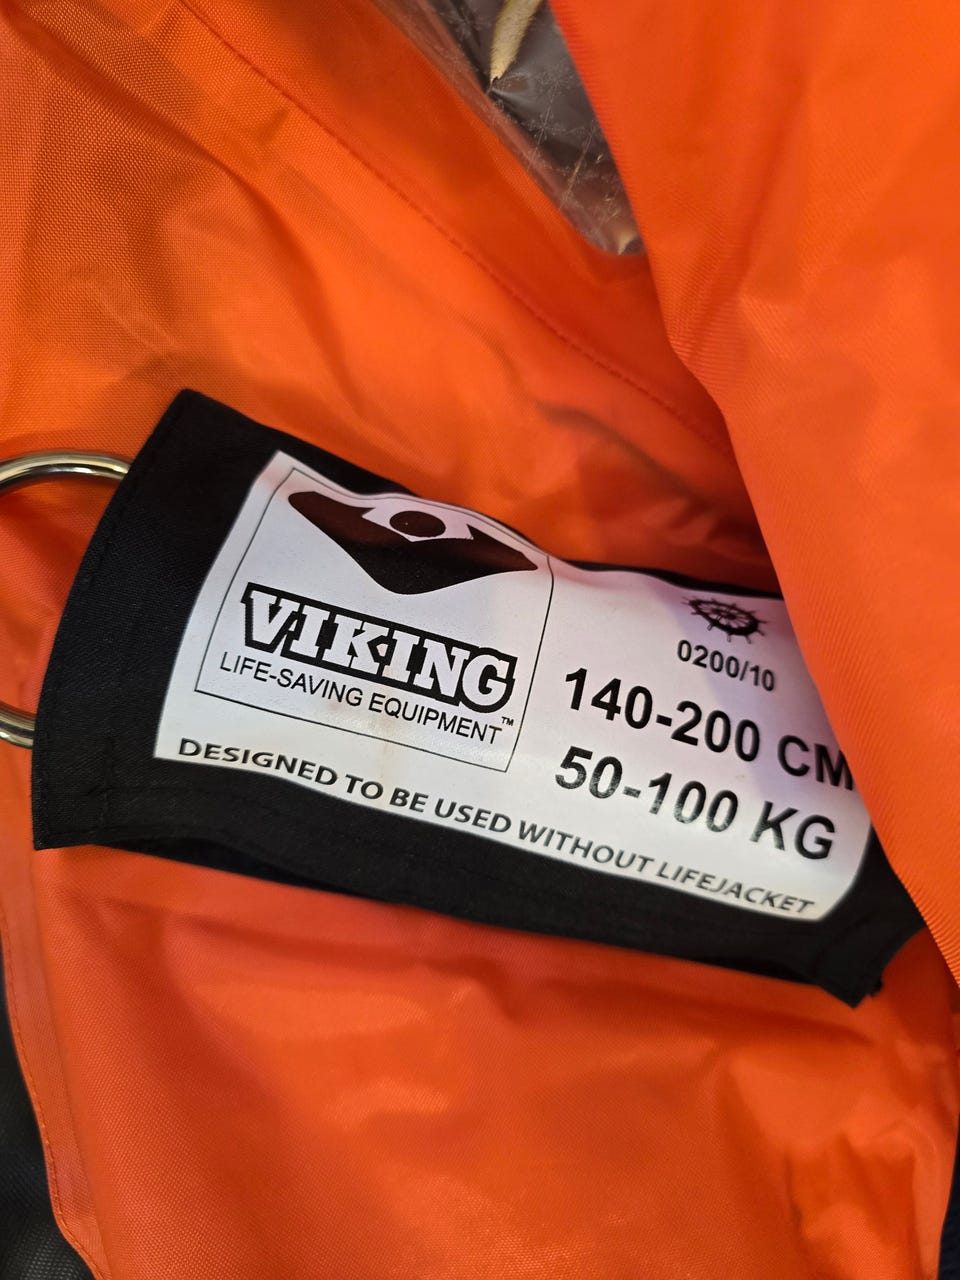 VIKING
LIFE-SAVING EQUIPMENT™
0200/10
140-200 CM
50-100 KG
DESIGNED TO BE USED WITHOUT LIFEJACKET